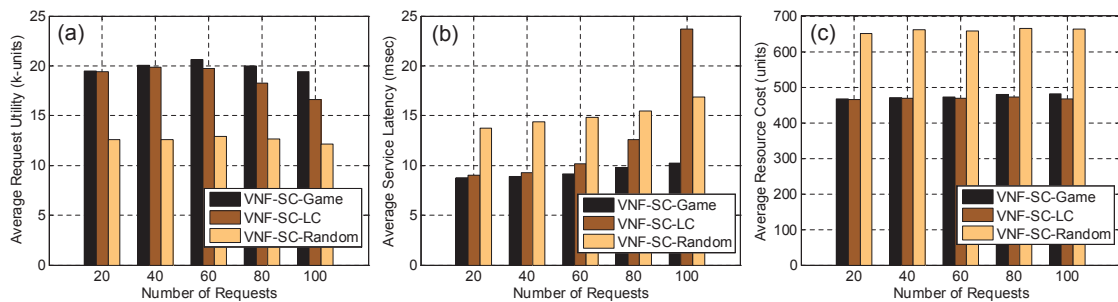 (a)
Average Request Utility (k-units)
25
20
15
10
5
0
VNF-SC-Game
VNF-SC-LC
VNF-SC-Random
20 40 60 80 100
Number of Requests
(b)
Average Service Latency (msec)
25
20
15
10
5
0
VNF-SC-Game
VNF-SC-LC
VNF-SC-Random
20 40 60 80 100
Number of Requests
(c)
Average Resource Cost (units)
700
600
500
400
300
200
100
0
VNF-SC-Game
VNF-SC-LC
VNF-SC-Random
20 40 60 80 100
Number of Requests